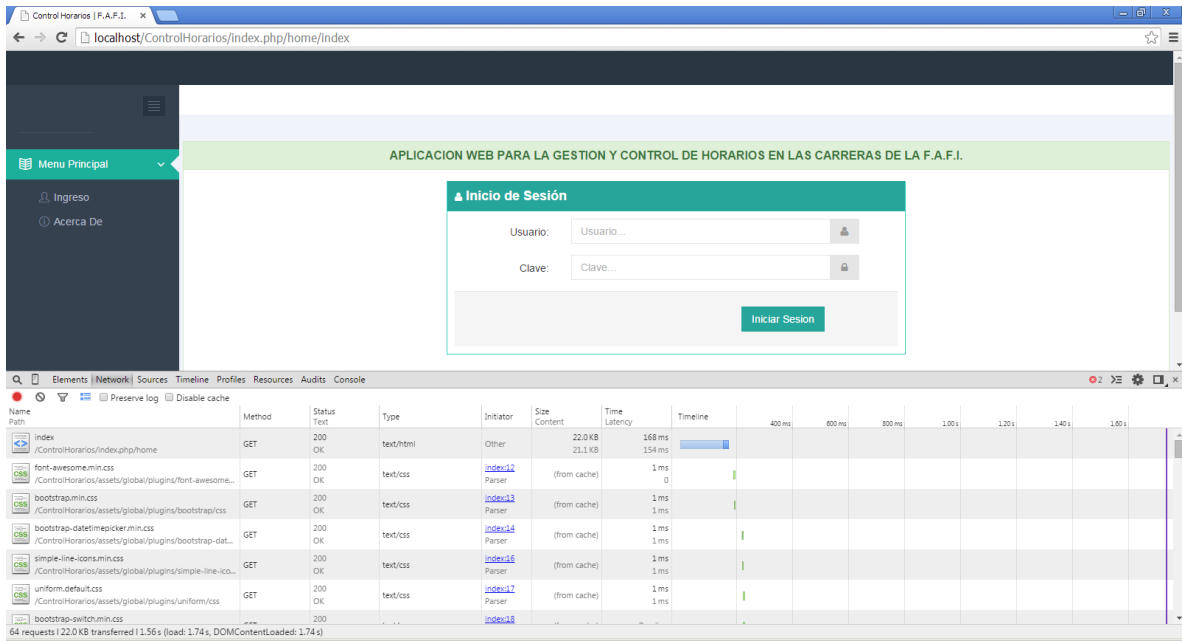 Control Horarios | F.A.F.I.
localhost/ControlHorarios/index.php/home/index
Menu Principal
Ingreso
Acerca De
APLICACION WEB PARA LA GESTION Y CONTROL DE HORARIOS EN LAS CARRERAS DE LA F.A.F.I.
Inicio de Sesión
Usuario: Usuario...
Clave: Clave...
Iniciar Sesion
Elements Network Sources Timeline Profiles Resources Audits Console 2
Preserve log Disable cache
Name Method Status Type Initiator Size Time Timeline 400 ms 600 ms 800 ms 1.00 s 1.20 s 1.40 s 1.60 s
Path Text Content Latency
index GET 200 text/html Other 22.0 KB 168 ms
/ControlHorarios/index.php/home OK 21.1 KB 154 ms
font-awesome.min.css GET 200 text/css index:12 (from cache) 1 ms
/ControlHorarios/assets/global/plugins/font-awesome... OK Parser 0
bootstrap.min.css GET 200 text/css index:13 (from cache) 1 ms
/ControlHorarios/assets/global/plugins/bootstrap/css OK Parser 1 ms
bootstrap-datetimepicker.min.css GET 200 text/css index:14 (from cache) 1 ms
/ControlHorarios/assets/global/plugins/bootstrap-dat... OK Parser 1 ms
simple-line-icons.min.css GET 200 text/css index:16 (from cache) 1 ms
/ControlHorarios/assets/global/plugins/simple-line-ico... OK Parser 1 ms
uniform.default.css GET 200 text/css index:17 (from cache) 1 ms
/ControlHorarios/assets/global/plugins/uniform/css OK Parser 1 ms
bootstrap-switch.min.css 200 index:18
64 requests | 22.0 KB transferred | 1.56 s (load: 1.74 s, DOMContentLoaded: 1.74 s)